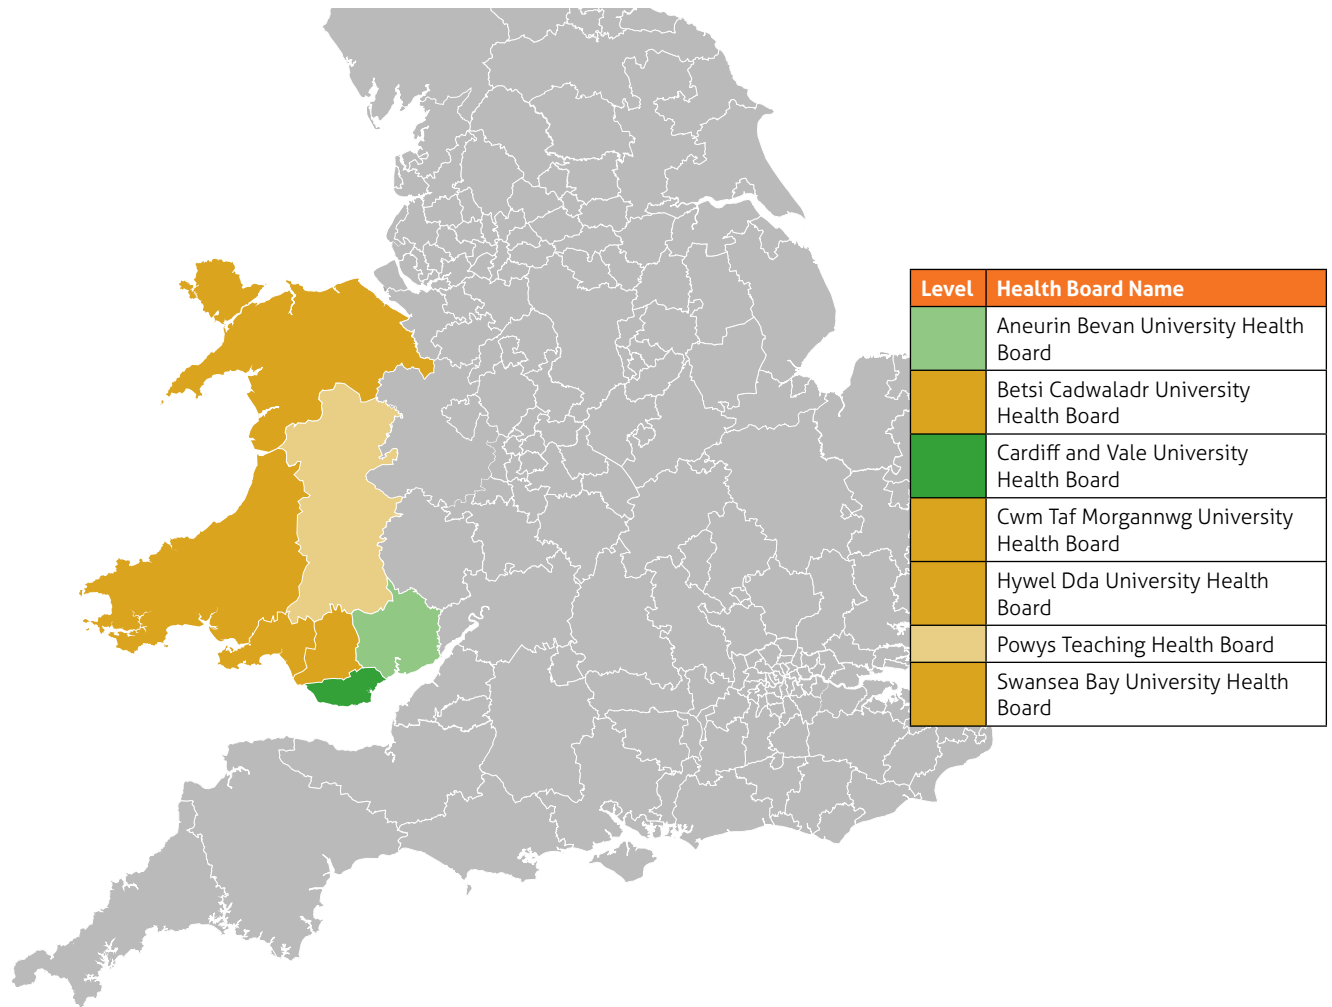 Level Health Board Name
Aneurin Bevan University Health
Board
Betsi Cadwaladr University
Health Board
Cardiff and Vale University
Health Board
Cwm Taf Morgannwg University
Health Board
Hywel Dda University Health
Board
Powys Teaching Health Board
Swansea Bay University Health
Board